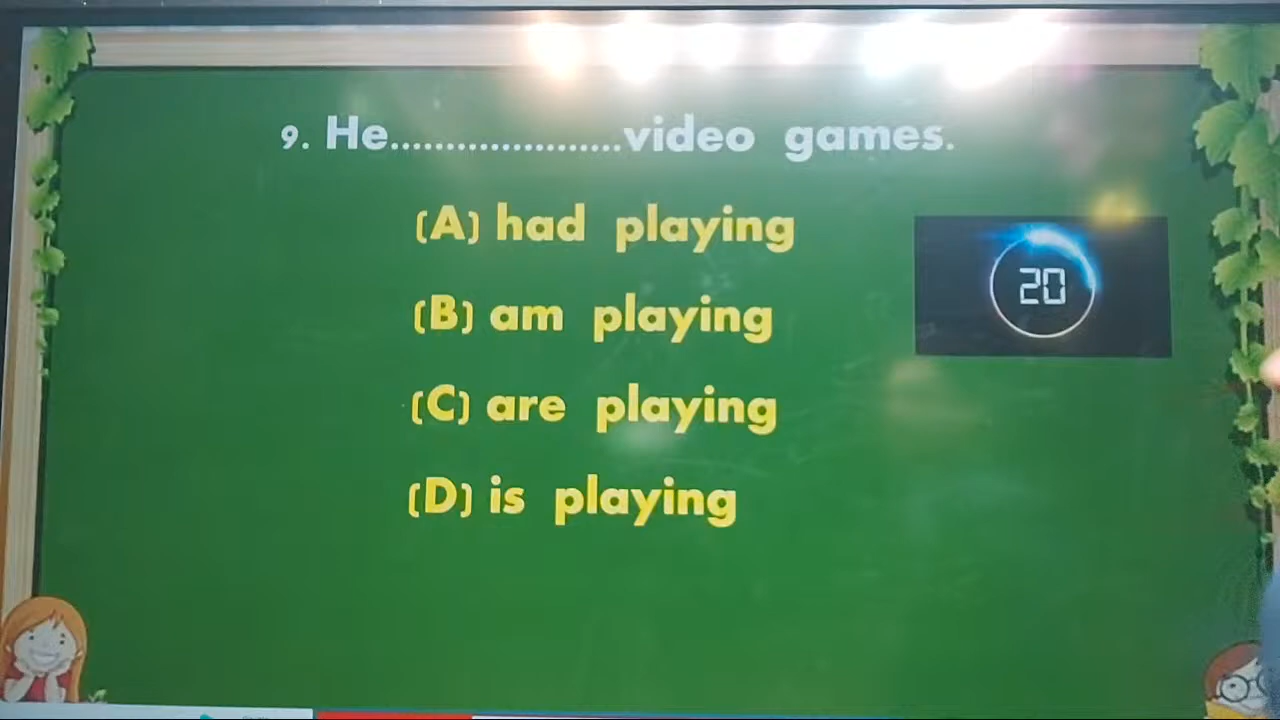 9. He.....................video games.
(A) had playing
20
(B) am playing
(C) are playing
(D) is playing